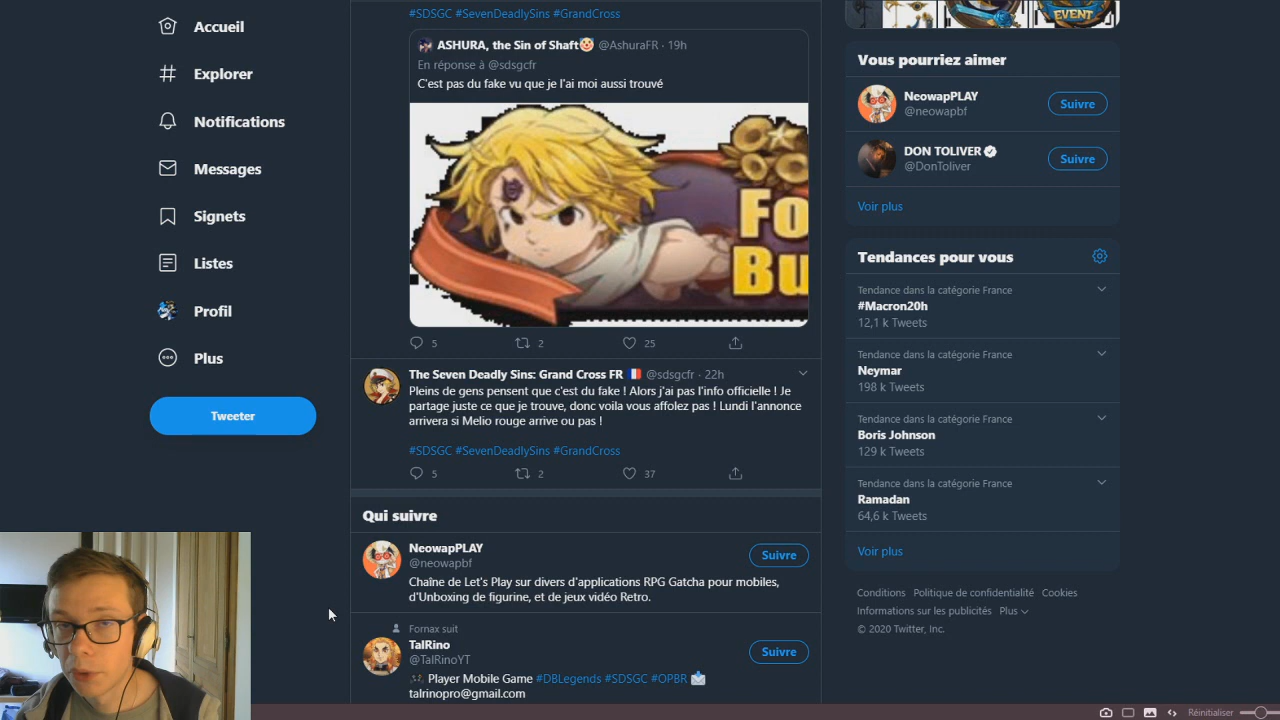 Accueil
Explorer
Notifications
Messages
Signets
Listes
Profil
Plus
Tweeter
#SDSGC #SevenDeadlySins #GrandCross
ASHURA, the Sin of Shaft🤡 @AshuraFR · 19h
En réponse à @sdsgcfr
C'est pas du fake vu que je l'ai moi aussi trouvé
Fo
Bu
5 2 25
The Seven Deadly Sins: Grand Cross FR 🇫🇷 @sdsgcfr · 22h
Pleins de gens pensent que c'est du fake ! Alors j'ai pas l'info officielle ! Je
partage juste ce que je trouve, donc voila vous affolez pas ! Lundi l'annonce
arrivera si Melio rouge arrive ou pas !
#SDSGC #SevenDeadlySins #GrandCross
5 2 37
Qui suivre
NeowapPLAY
@neowapbf
Suivre
Chaîne de Let's Play sur divers d'applications RPG Gatcha pour mobiles,
d'Unboxing de figurine, et de jeux vidéo Retro.
Fornax suit
TalRino
@TalRinoYT
Suivre
🎮 Player Mobile Game #DBLegends #SDSGC #OPBR 📩
talrinopro@gmail.com
EVENT
Vous pourriez aimer
NeowapPLAY
@neowapbf
Suivre
DON TOLIVER
@DonToliver
Suivre
Voir plus
Tendances pour vous
Tendance dans la catégorie France
#Macron20h
12,1 k Tweets
Tendance dans la catégorie France
Neymar
198 k Tweets
Tendance dans la catégorie France
Boris Johnson
129 k Tweets
Tendance dans la catégorie France
Ramadan
64,6 k Tweets
Voir plus
Conditions Politique de confidentialité Cookies
Informations sur les publicités Plus
© 2020 Twitter, Inc.
Réinitialiser